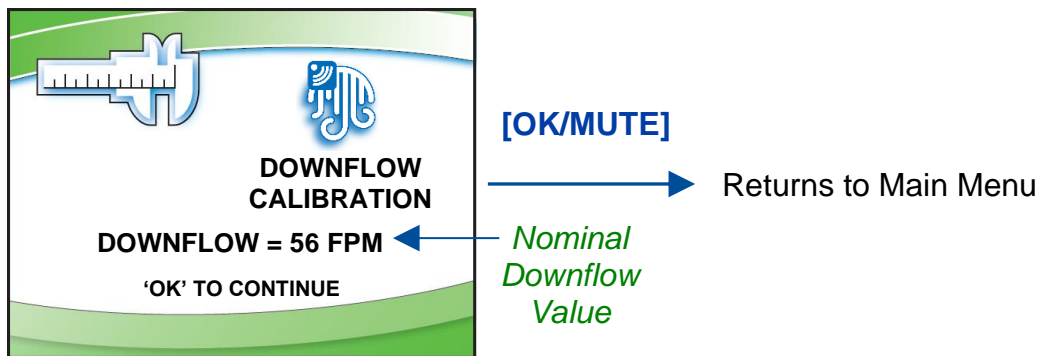 DOWNFLOW
CALIBRATION
DOWNFLOW = 56 FPM
‘OK’ TO CONTINUE
[OK/MUTE]
Returns to Main Menu
Nominal
Downflow
Value